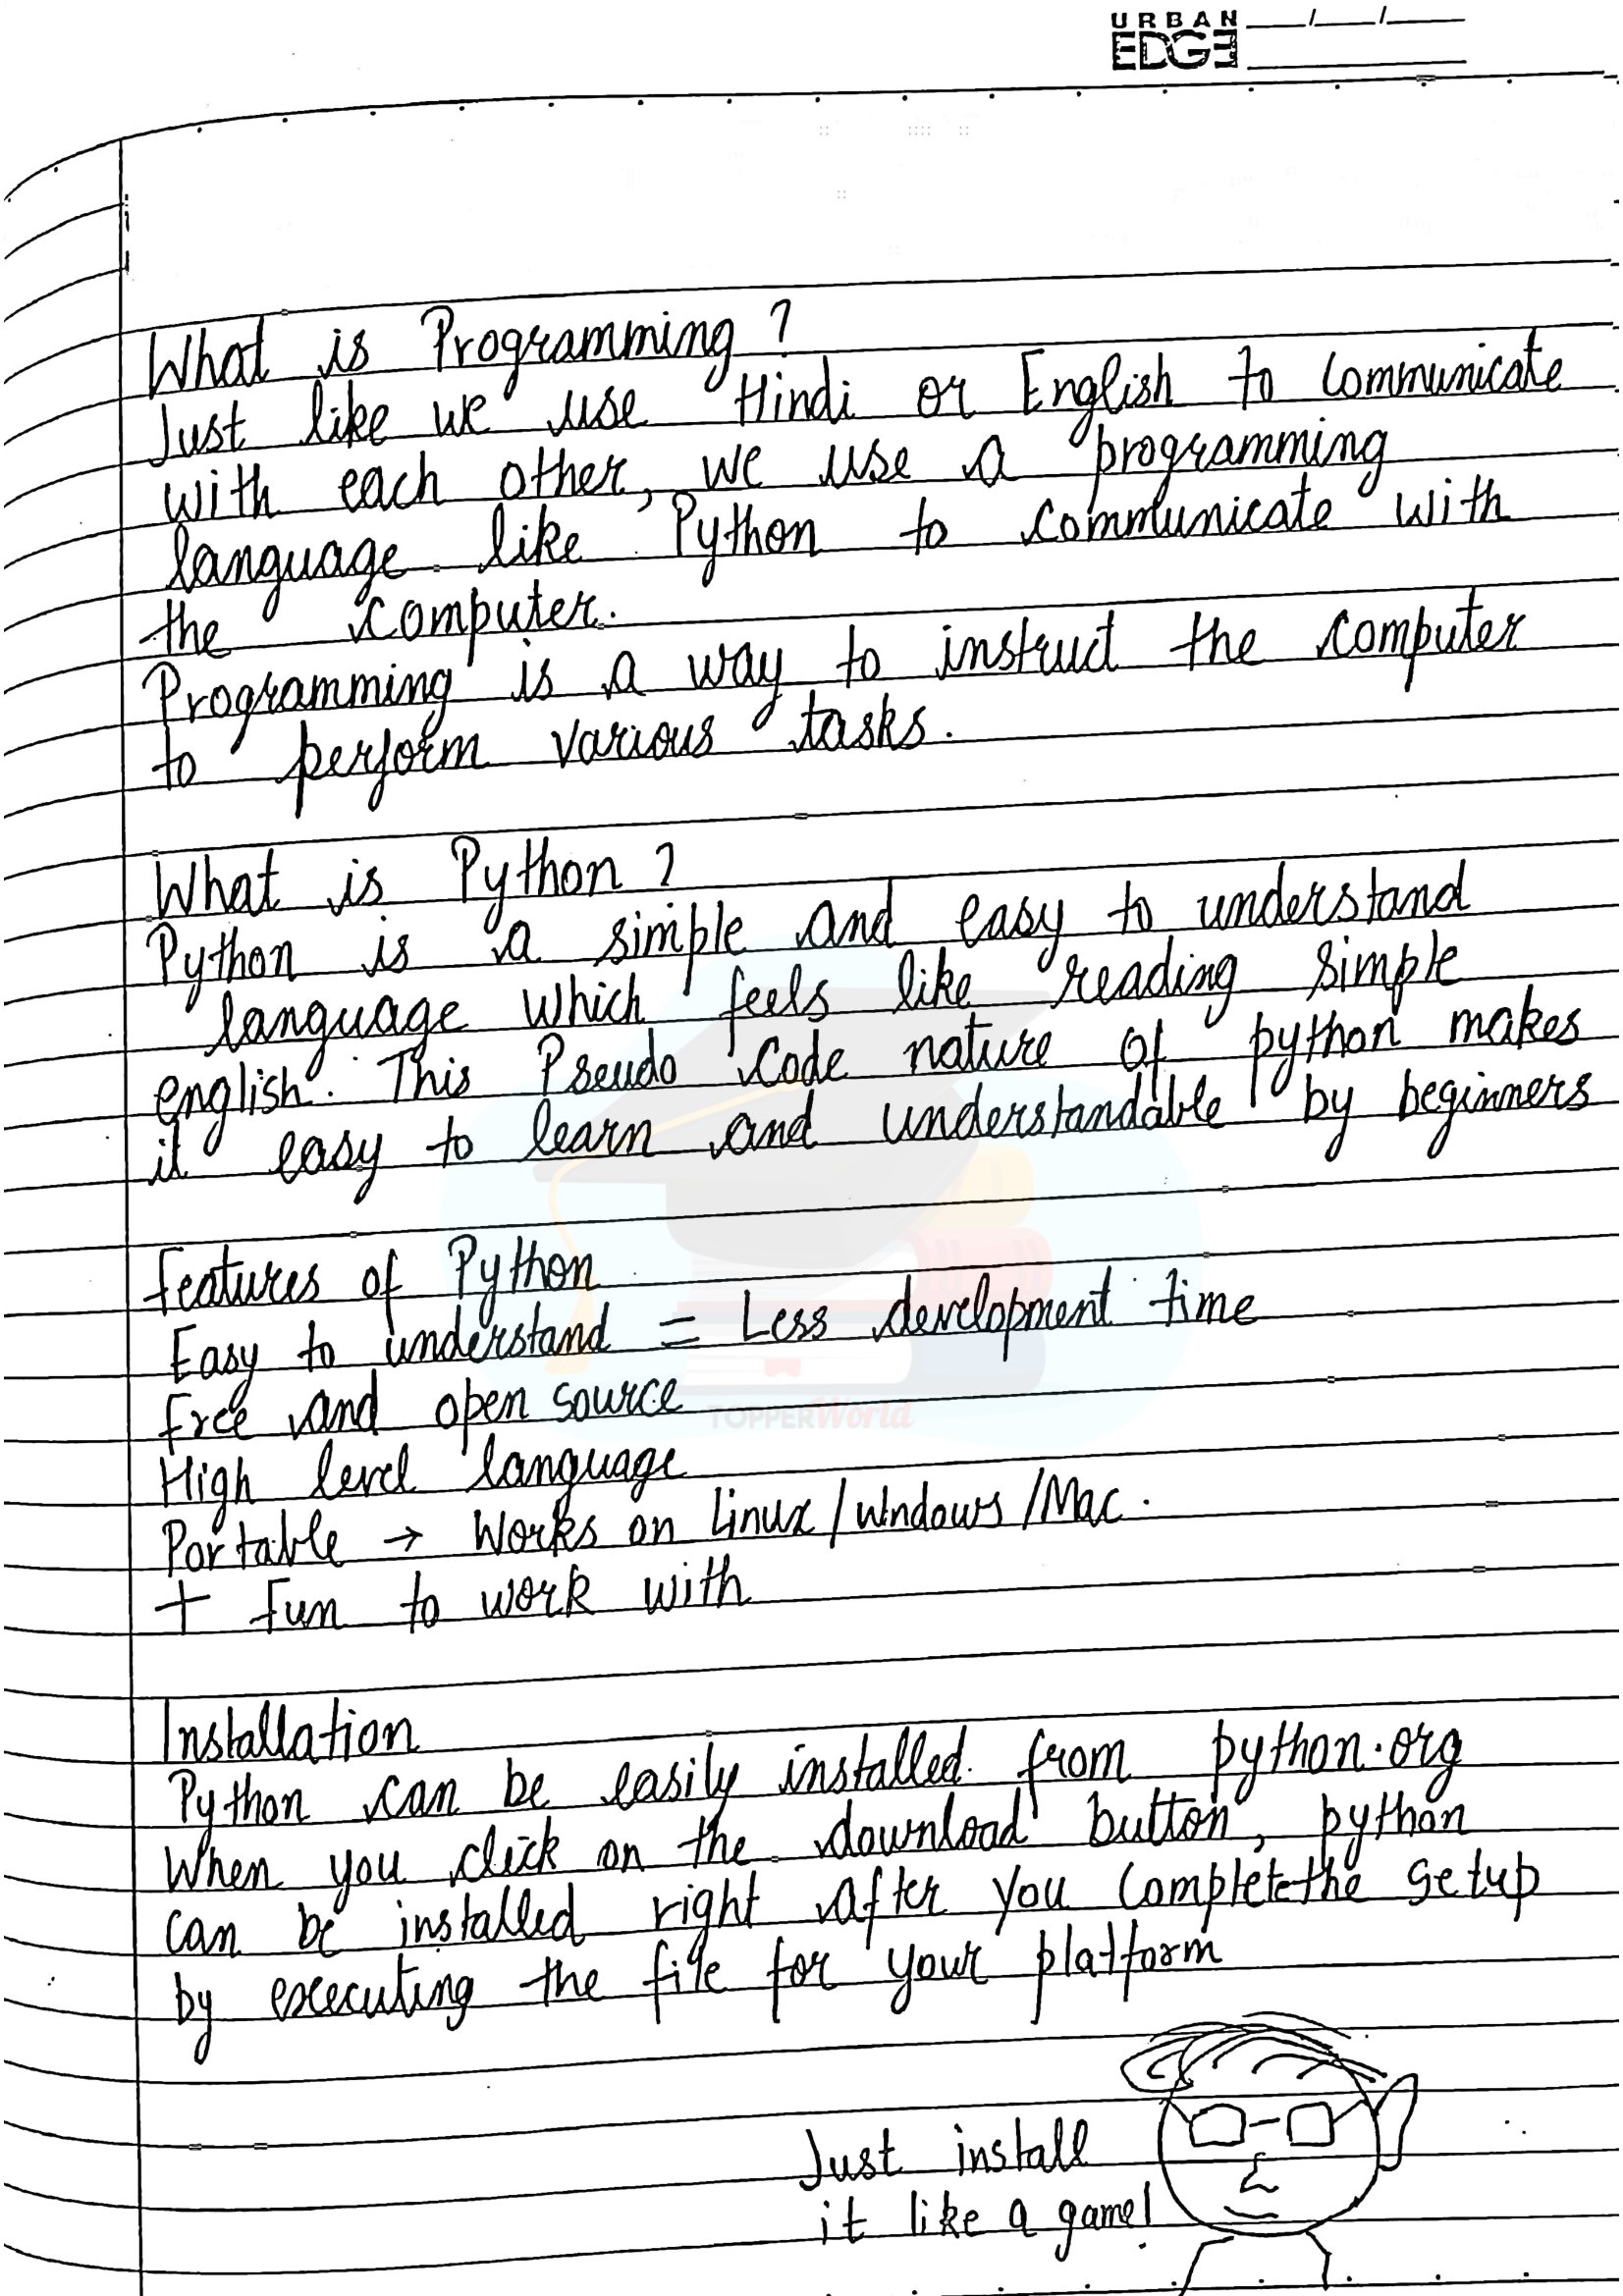 URBAN
EDGE
What is Programming?
Just like we use Hindi or English to Communicate
with each other, we use a programming
language like Python to communicate with
the computer.
Programming is a way to instruct the computer
to perform various tasks.
What is Python?
Python is a simple and easy to understand
language which feels like reading simple
english. This Pseudo code nature of python makes
it easy to learn and understandable by beginners
Features of Python
Easy to understand = Less development time
Free and open source
High level language
Portable → Works on Linux/windows/Mac.
+ Fun to work with
TOPPERWorld
Installation
Python can be easily installed from python.org
When you click on the download button, python
can be installed right after you Complete the setup
by executing the file for your platform
Just install
it like a game!